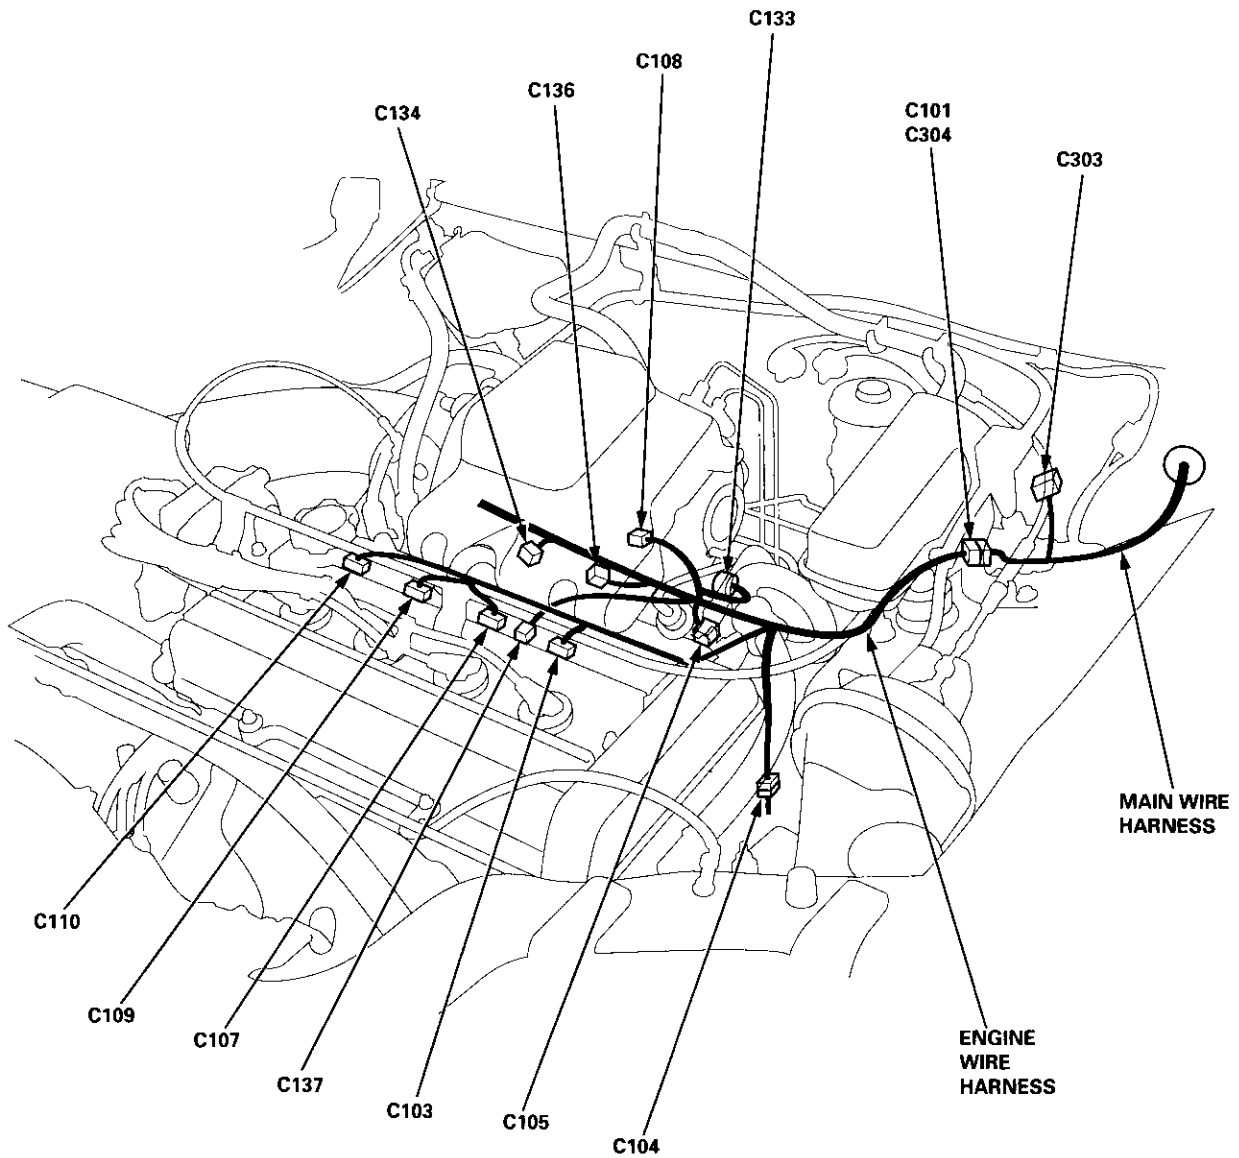 C133
C108
C136
C134
C101
C304
C303
MAIN WIRE
HARNESS
C110
C109
C107
C137
C103
C105
C104
ENGINE
WIRE
HARNESS